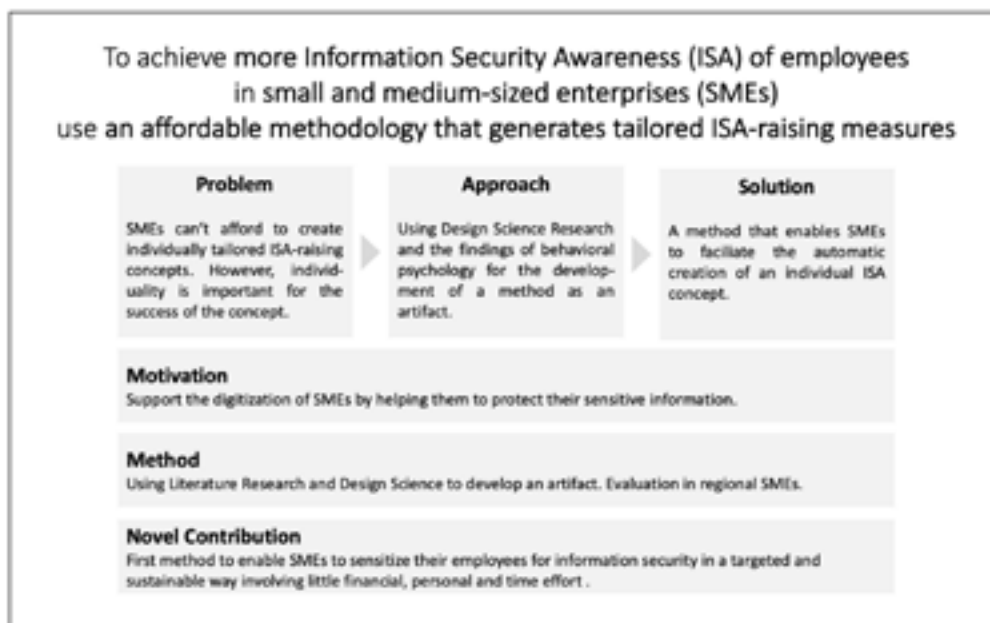 To achieve more Information Security Awareness (ISA) of employees
in small and medium-sized enterprises (SMEs)
use an affordable methodology that generates tailored ISA-raising measures
Problem
SMEs can't afford to create
individually tailored ISA-raising
concepts. However, individ-
uality is important for the
success of the concept.
Approach
Using Design Science Research
and the findings of behavioral
psychology for the develop-
ment of a method as an
artifact.
Solution
A method that enables SMEs
to faciliate the automatic
creation of an individual ISA
concept.
Motivation
Support the digitization of SMEs by helping them to protect their sensitive information.
Method
Using Literature Research and Design Science to develop an artifact. Evaluation in regional SMEs.
Novel Contribution
First method to enable SMEs to sensitize their employees for information security in a targeted and
sustainable way involving little financial, personal and time effort .